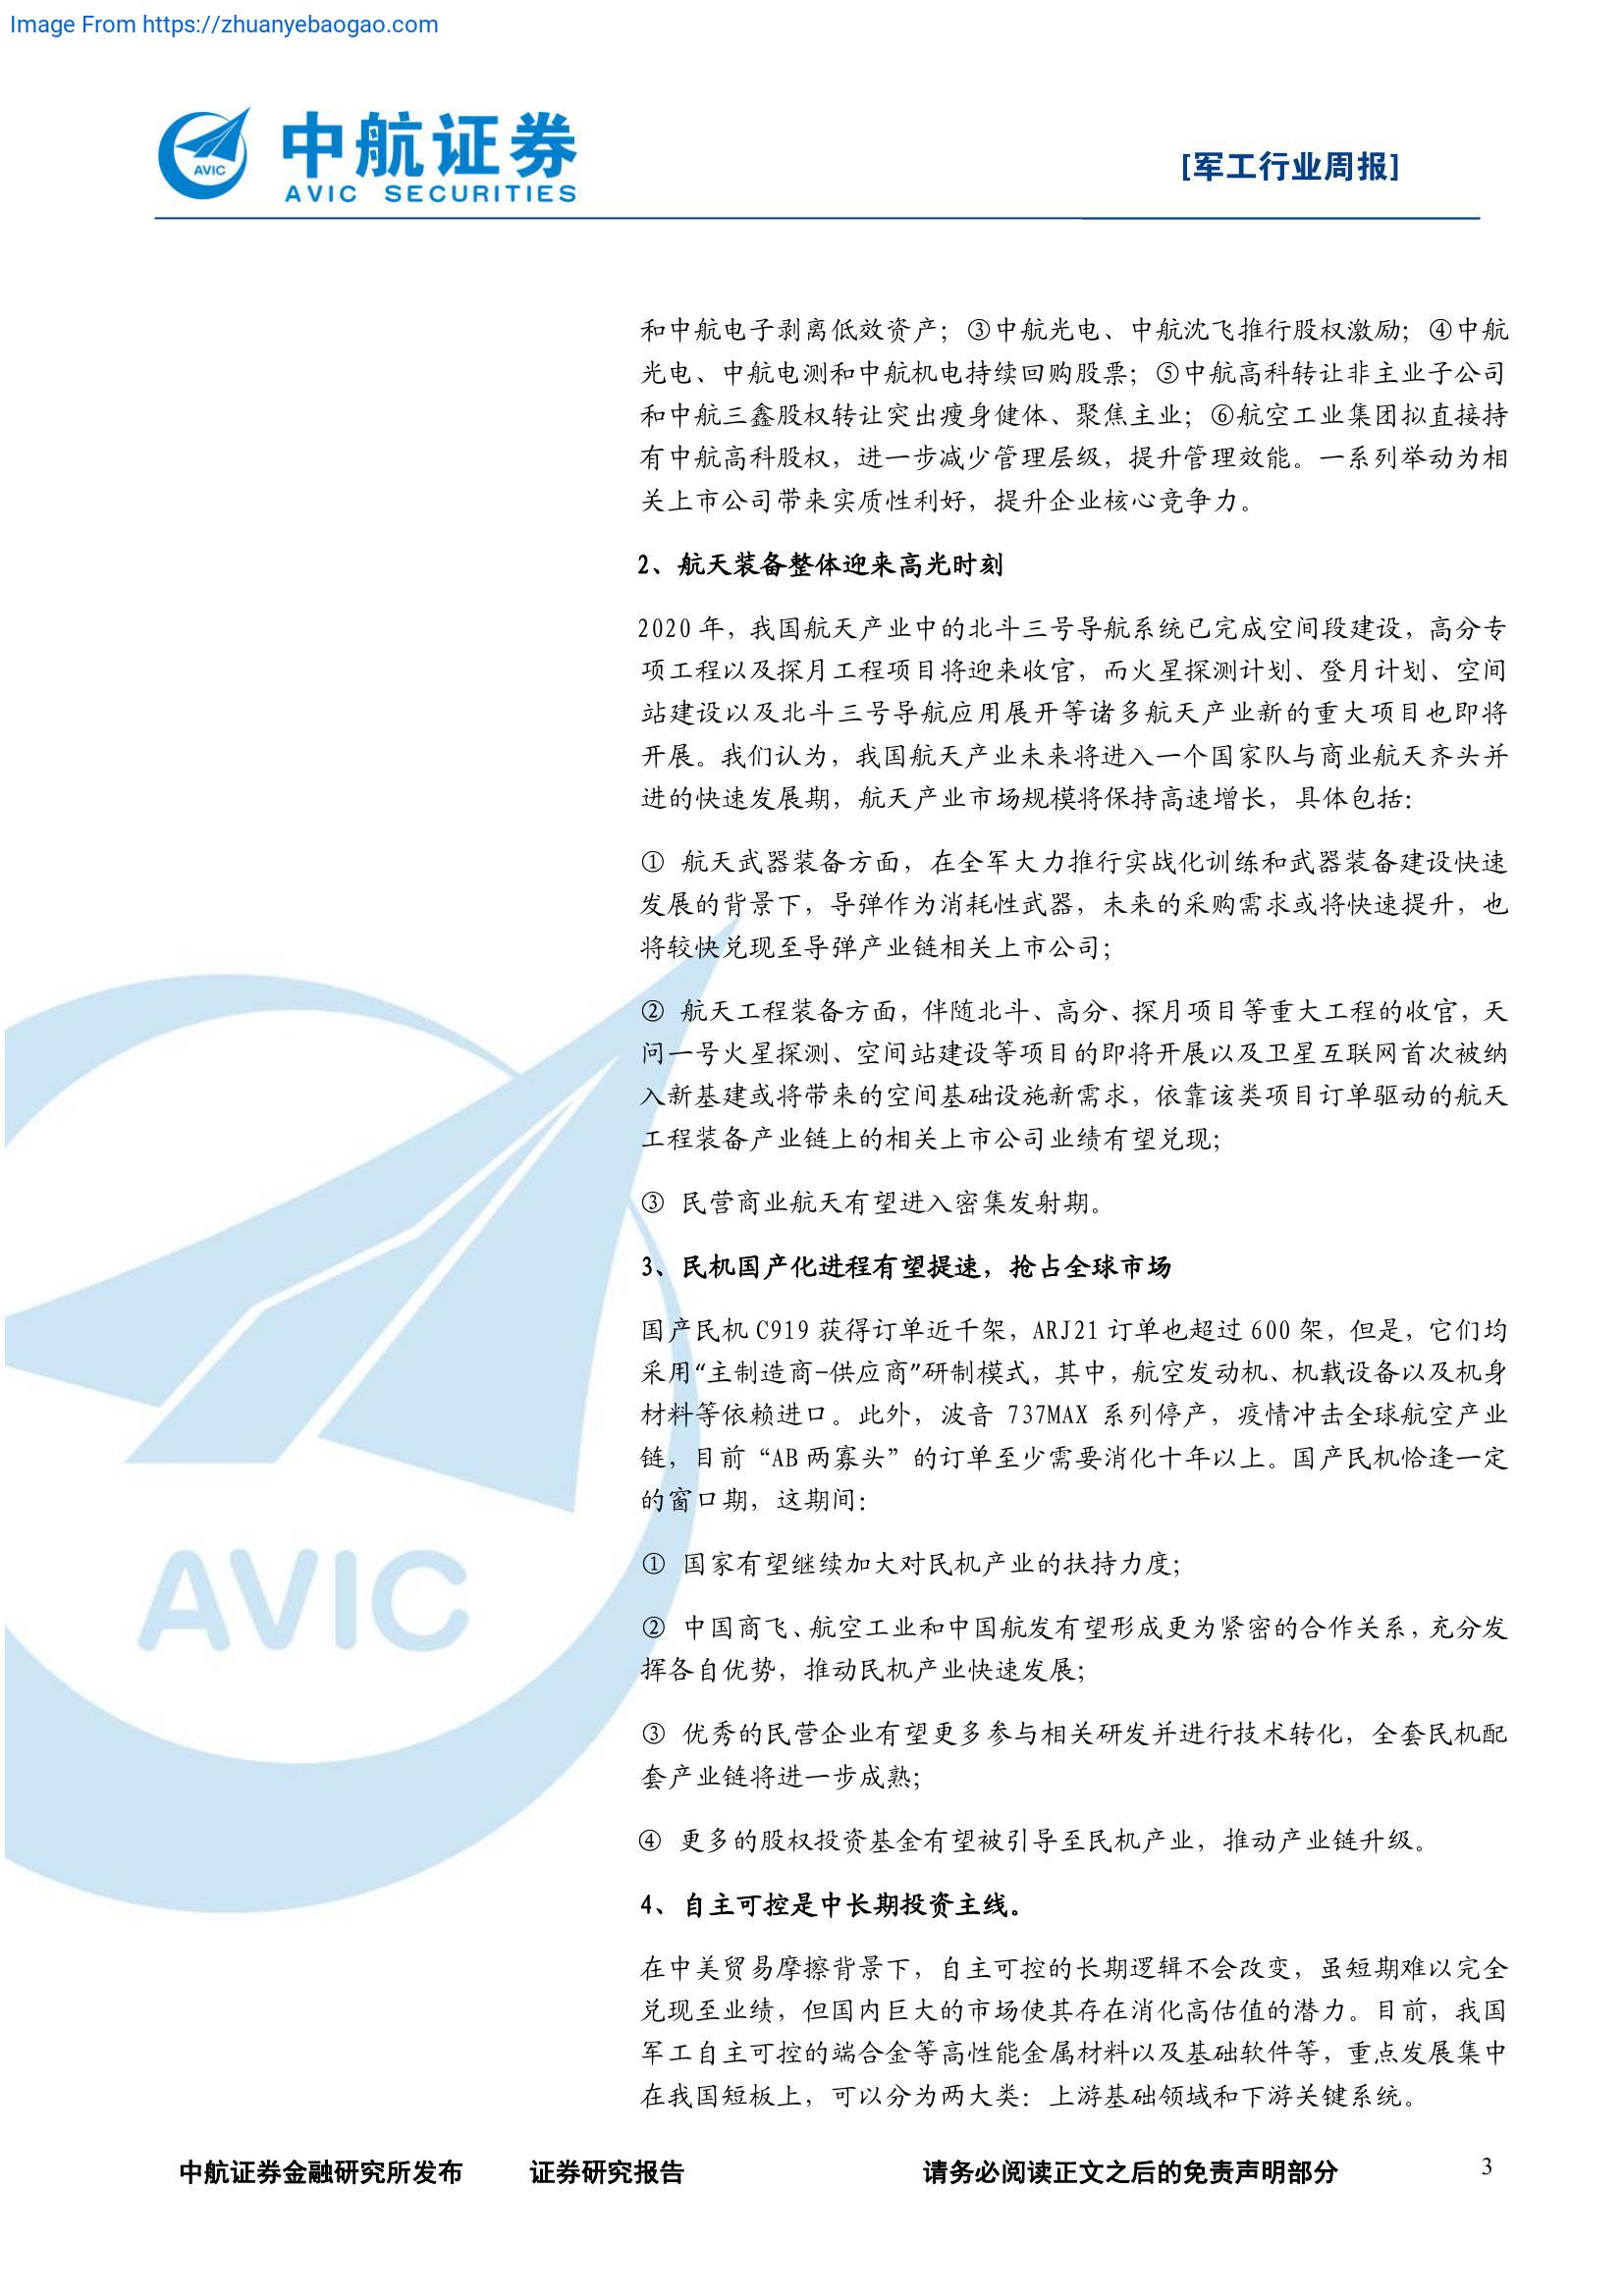 Image From https://zhuanyebaogao.com
AVIC
中航证券
AVIC SECURITIES
[军工行业周报]
和中航电子剥离低效资产；③中航光电、中航沈飞推行股权激励；④中航
光电、中航电测和中航机电持续回购股票；⑤中航高科转让非主业子公司
和中航三鑫股权转让突出瘦身健体、聚焦主业；⑥航空工业集团拟直接持
有中航高科股权，进一步减少管理层级，提升管理效能。一系列举动为相
关上市公司带来实质性利好，提升企业核心竞争力。
2、航天装备整体迎来高光时刻
2020 年，我国航天产业中的北斗三号导航系统已完成空间段建设，高分专
项工程以及探月工程项目将迎来收官，而火星探测计划、登月计划、空间
站建设以及北斗三号导航应用展开等诸多航天产业新的重大项目也即将
开展。我们认为，我国航天产业未来将进入一个国家队与商业航天齐头并
进的快速发展期，航天产业市场规模将保持高速增长，具体包括：
① 航天武器装备方面，在全军大力推行实战化训练和武器装备建设快速
发展的背景下，导弹作为消耗性武器，未来的采购需求或将快速提升，也
将较快兑现至导弹产业链相关上市公司；
② 航天工程装备方面，伴随北斗、高分、探月项目等重大工程的收官，天
问一号火星探测、空间站建设等项目的即将开展以及卫星互联网首次被纳
入新基建或将带来的空间基础设施新需求，依靠该类项目订单驱动的航天
工程装备产业链上的相关上市公司业绩有望兑现；
③ 民营商业航天有望进入密集发射期。
3、民机国产化进程有望提速，抢占全球市场
国产民机 C919 获得订单近千架，ARJ21 订单也超过 600 架，但是，它们均
采用“主制造商-供应商”研制模式，其中，航空发动机、机载设备以及机身
材料等依赖进口。此外，波音 737MAX 系列停产，疫情冲击全球航空产业
链，目前“AB 两寡头”的订单至少需要消化十年以上。国产民机恰逢一定
的窗口期，这期间：
① 国家有望继续加大对民机产业的扶持力度；
② 中国商飞、航空工业和中国航发有望形成更为紧密的合作关系，充分发
挥各自优势，推动民机产业快速发展；
③ 优秀的民营企业有望更多参与相关研发并进行技术转化，全套民机配
套产业链将进一步成熟；
④ 更多的股权投资基金有望被引导至民机产业，推动产业链升级。
4、自主可控是中长期投资主线。
在中美贸易摩擦背景下，自主可控的长期逻辑不会改变，虽短期难以完全
兑现至业绩，但国内巨大的市场使其存在消化高估值的潜力。目前，我国
军工自主可控的端合金等高性能金属材料以及基础软件等，重点发展集中
在我国短板上，可以分为两大类：上游基础领域和下游关键系统。
AVIC
中航证券金融研究所发布 证券研究报告 请务必阅读正文之后的免责声明部分 3